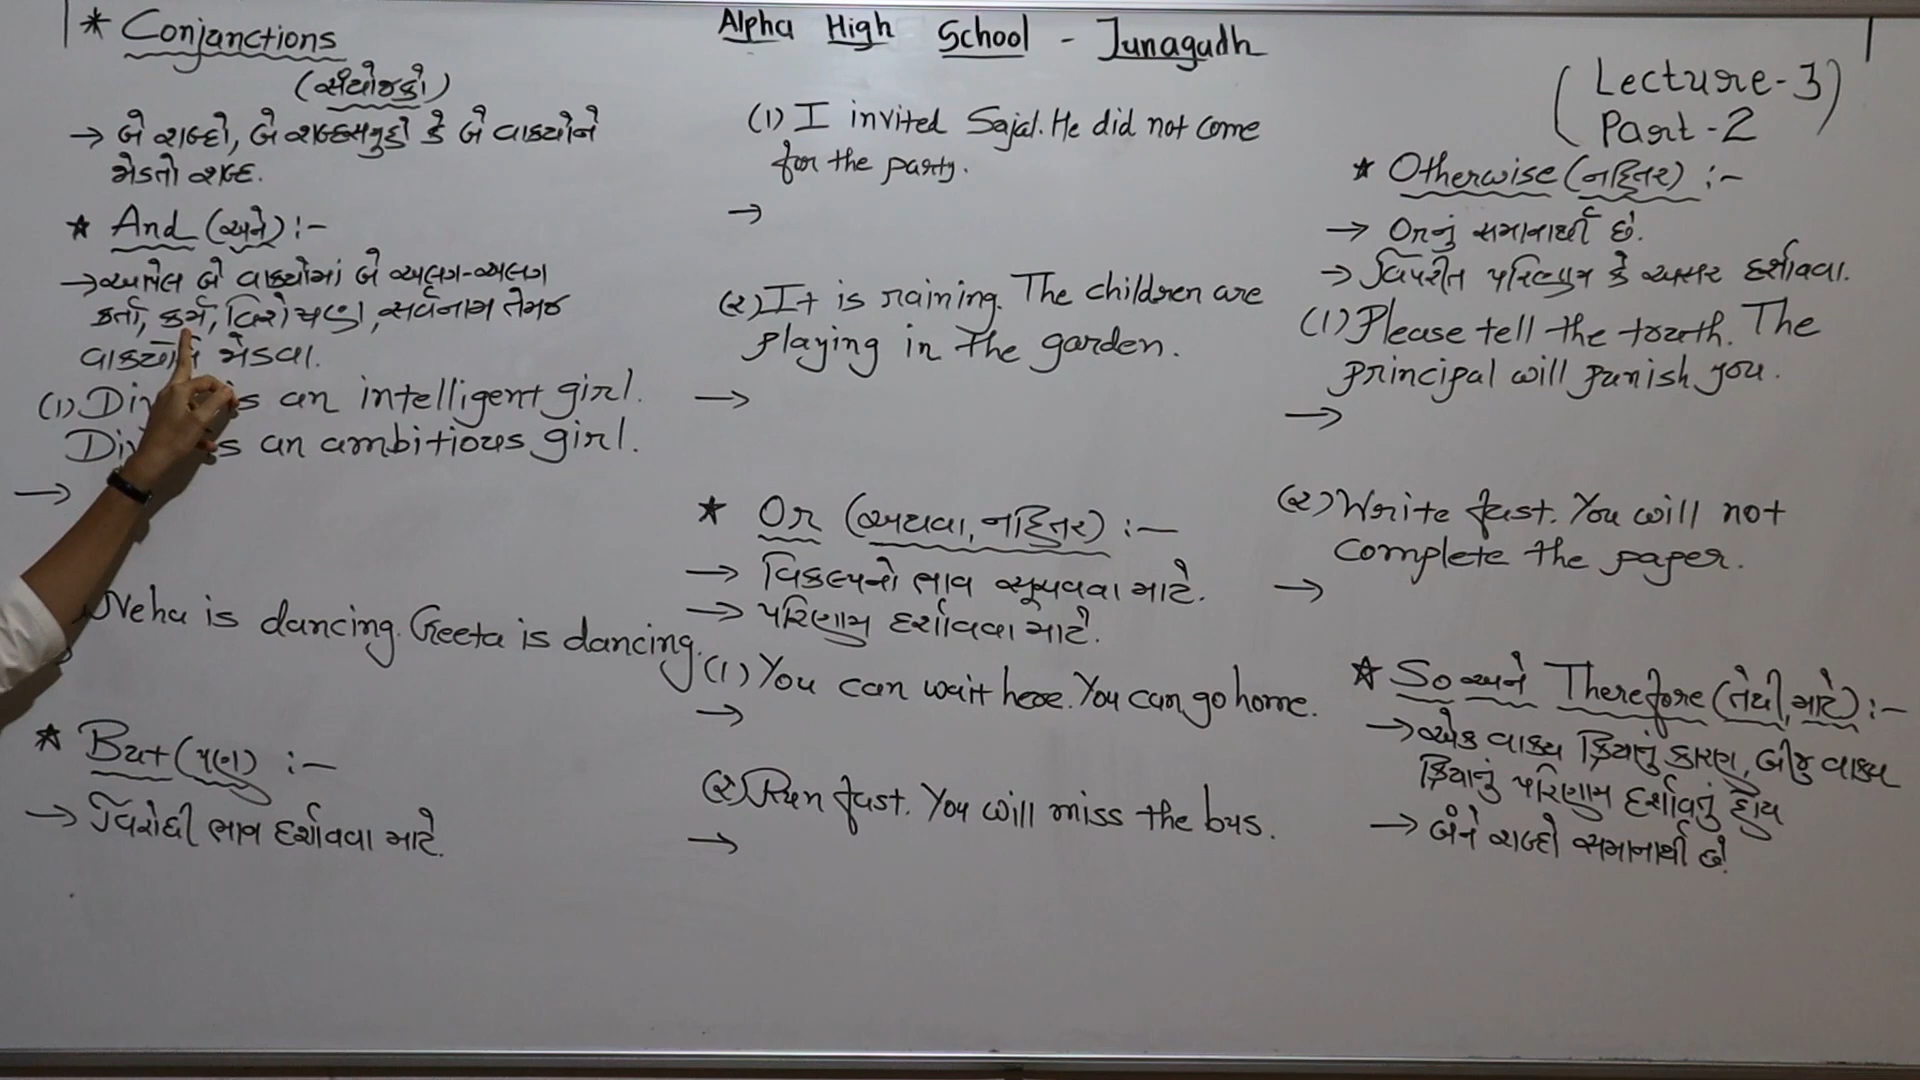 * Conjanctions
(સંયોજકો)
→ બે શબ્દો, બે શબ્દસમુહો કે બે વાક્યોને
જોડતો શબ્દ.
* And (અને) :-
→ આપેલ બે વાક્યોમાં બે અલગ-અલગ
કર્તા, કર્મ, વિશેષણ, સર્વનામ તેમજ
જોડવા.
(1) is an intelligent girl.
is an ambitious girl.
→
Neha is dancing. Geeta is dancing.
* But (પણ) :-
→ વિરોધી ભાવ દર્શાવવા માટે.
Alpha High School - Junagadh
(1) I invited Sajal. He did not come
for the party.
→
(૨) It is raining. The children are
playing in the garden.
→
* Or (અથવા, નહિતર) :-
→ વિકલ્પનો ભાવ સૂચવવા માટે.
→ પરિણામ દર્શાવવા માટે.
(1) You can wait here. You can go home.
→
(૨) Run fast. You will miss the bus.
→
(Lecture-3
Part-2)
* Otherwise (નહિતર) :-
→ Orનું સમાનાર્થી છે.
→ વિપરીત પરિણામ કે અસર દર્શાવવા.
(1) Please tell the truth. The
principal will punish you.
→
(૨) Write fast. You will not
complete the paper.
→
* So અને Therefore (તેથી, માટે) :-
→ એક વાક્ય ક્રિયાનું કારણ, બીજુ વાક્ય
ક્રિયાનું પરિણામ દર્શાવતું હોય
→ બંને શબ્દો સમાનાર્થી છે.